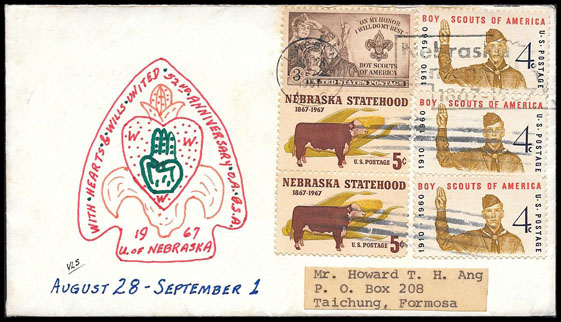 WITH · HEARTS & WILLS · UNITED · 52ND ANNIVERSARY · O.A. · B.S.A.
W W
W
1967
U. OF NEBRASKA
VLS
AUGUST 28 - SEPTEMBER 1
"ON MY HONOR
I WILL DO MY BEST"
BOY SCOUTS
OF AMERICA
3¢
UNITED STATES POSTAGE
BOY SCOUTS OF AMERICA
1910 1960
4c
U·S·POSTAGE
Nebraska
NEBRASKA STATEHOOD
1867-1967
U.S. POSTAGE 5c
BOY SCOUTS OF AMERICA
1910 1960
4c
U·S·POSTAGE
NEBRASKA STATEHOOD
1867-1967
U.S. POSTAGE 5c
BOY SCOUTS OF AMERICA
1910 1960
4c
U·S·POSTAGE
Mr. Howard T. H. Ang
P. O. Box 208
Taichung, Formosa